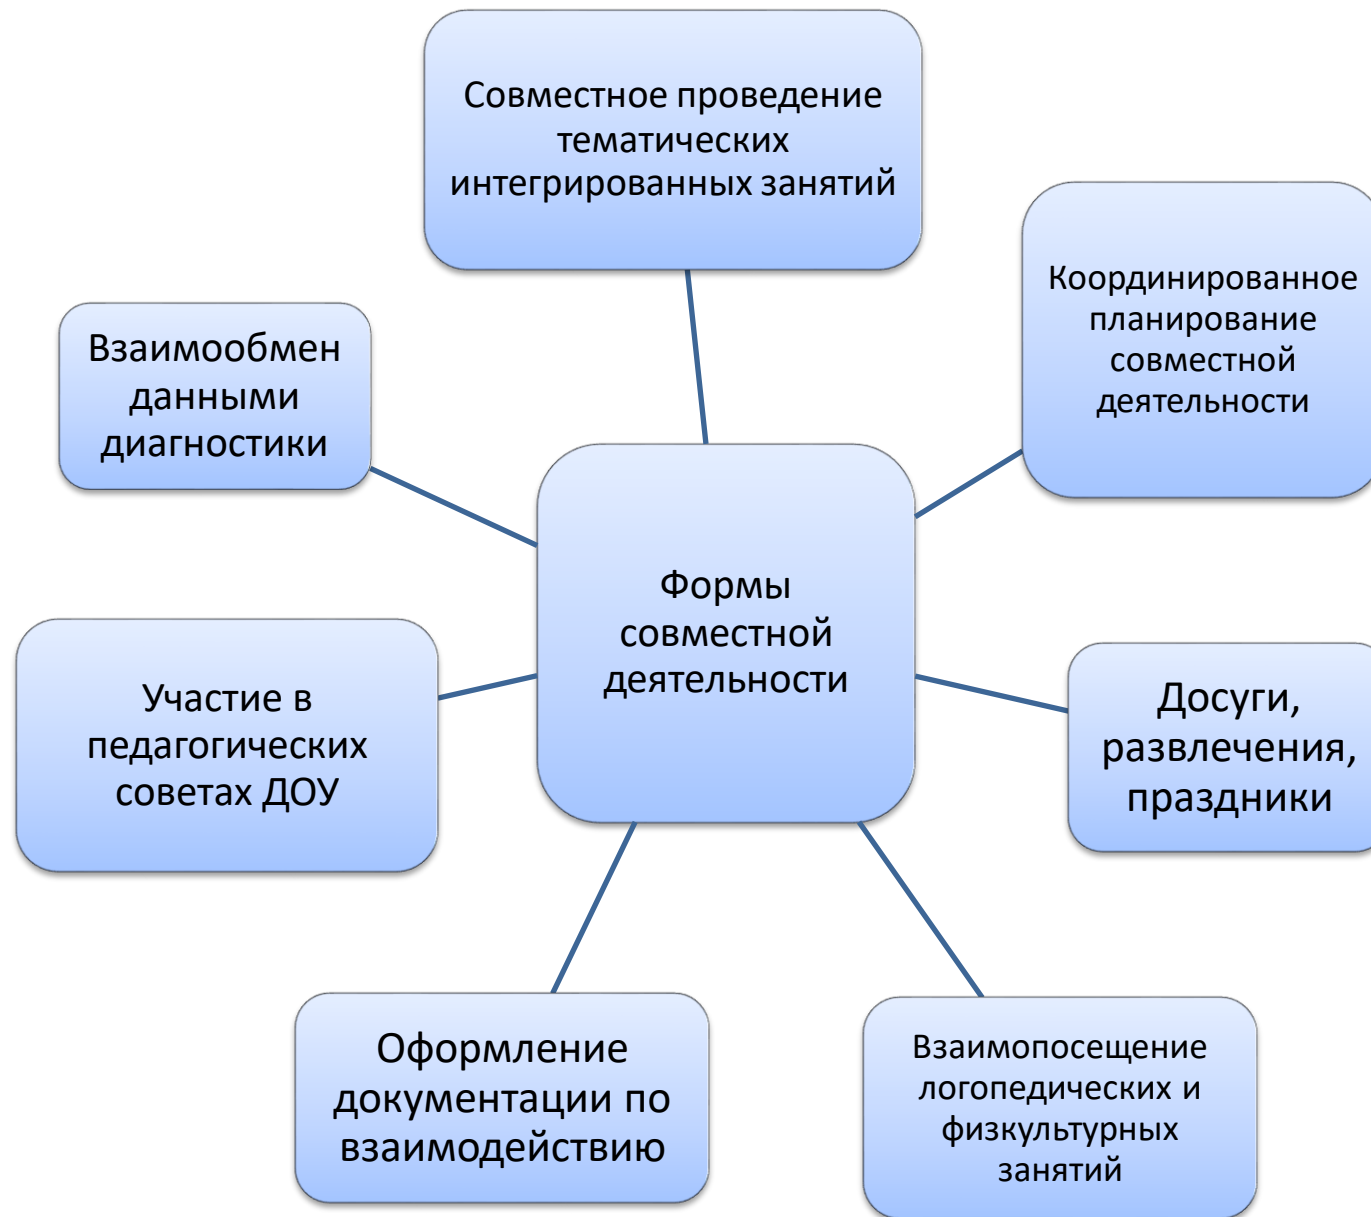 Совместное проведение
тематических
интегрированных занятий
Координированное
планирование
совместной
деятельности
Взаимообмен
данными
диагностики
Формы
совместной
деятельности
Участие в
педагогических
советах ДОУ
Досуги,
развлечения,
праздники
Оформление
документации по
взаимодействию
Взаимопосещение
логопедических и
физкультурных
занятий